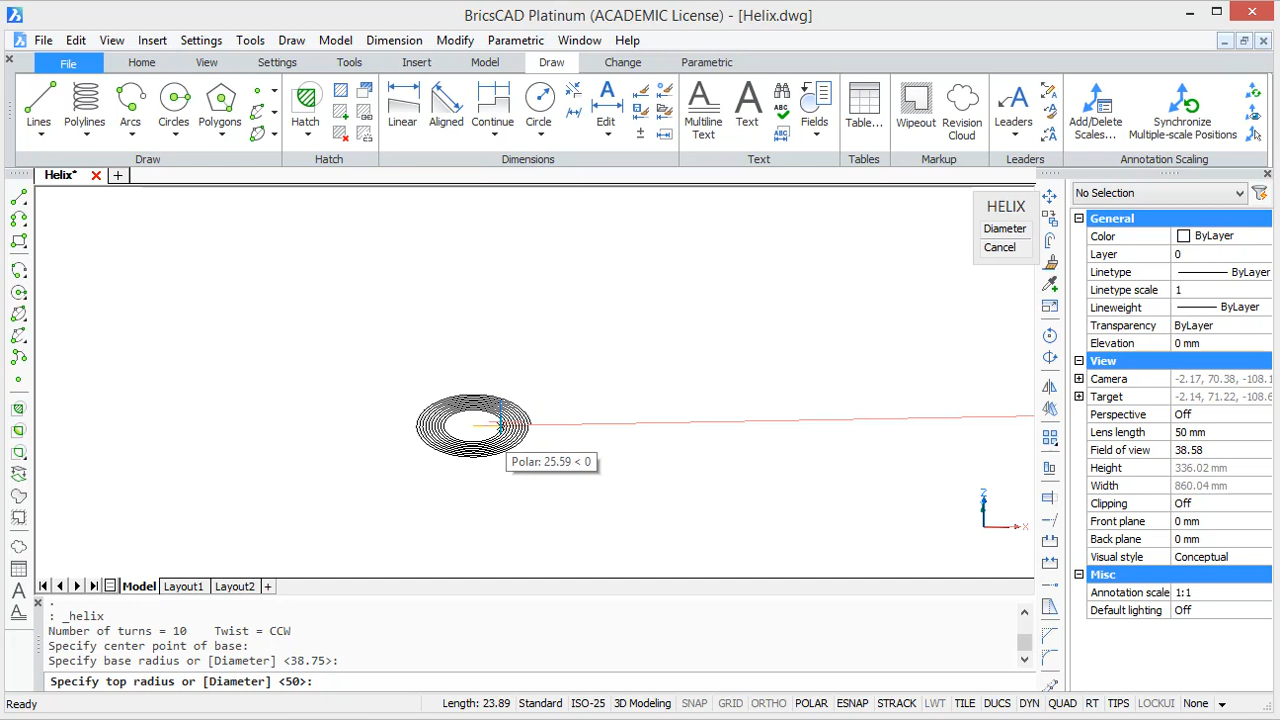 BricsCAD Platinum (ACADEMIC License) - [Helix.dwg]
File Edit View Insert Settings Tools Draw Model Dimension Modify Parametric Window Help
File Home View Settings Tools Insert Model Draw Change Parametric
Lines Polylines Arcs Circles Polygons Hatch Linear Aligned Continue Circle Edit Multiline Text Text Fields Table... Wipeout Revision Cloud Leaders Add/Delete Scales... Synchronize Multiple-scale Positions
Draw Hatch Dimensions Text Tables Markup Leaders Annotation Scaling
Helix*
No Selection
HELIX
Diameter
Cancel
General
Color ByLayer
Layer 0
Linetype ByLayer
Linetype scale 1
Lineweight ByLayer
Transparency ByLayer
Elevation 0 mm
View
Camera -2.17, 70.38, -108.1
Target -2.14, 71.22, -108.6
Perspective Off
Lens length 50 mm
Field of view 38.58
Height 336.02 mm
Width 860.04 mm
Clipping Off
Front plane 0 mm
Back plane 0 mm
Visual style Conceptual
Misc
Annotation scale 1:1
Default lighting Off
Polar: 25.59 < 0
Z
X
Model Layout1 Layout2
: _helix
Number of turns = 10 Twist = CCW
Specify center point of base:
Specify base radius or [Diameter] <38.75>:
Specify top radius or [Diameter] <50>:
Ready Length: 23.89 Standard ISO-25 3D Modeling SNAP GRID ORTHO POLAR ESNAP STRACK LWT TILE DUCS DYN QUAD RT TIPS LOCKUI None